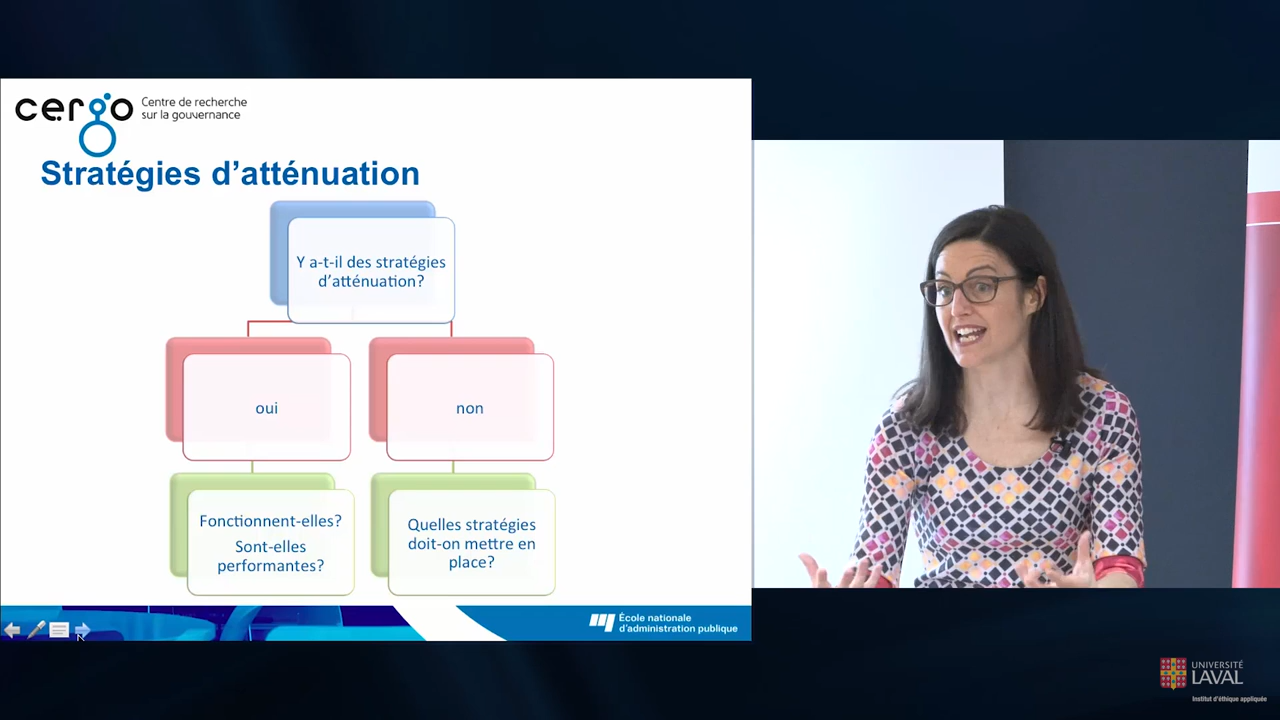 cergo
Centre de recherche
sur la gouvernance
Stratégies d'atténuation
Y a-t-il des stratégies
d'atténuation?
oui
non
Fonctionnent-elles?
Sont-elles
performantes?
Quelles stratégies
doit-on mettre en
place?
École nationale
d'administration publique
UNIVERSITÉ
LAVAL
Institut d'éthique appliquée